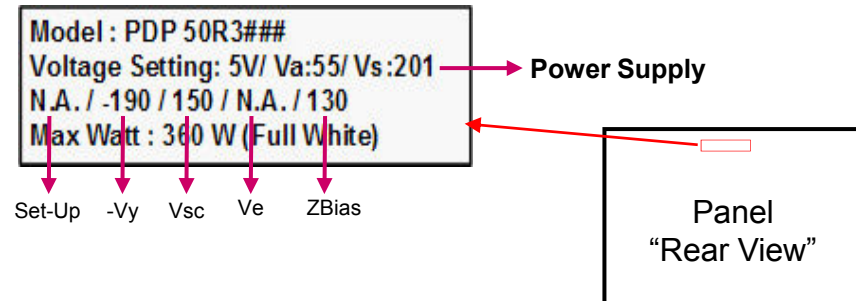 Model : PDP 50R3###
Voltage Setting: 5V/ Va:55/ Vs:201
N.A. / -190 / 150 / N.A. / 130
Max Watt : 360 W (Full White)
Power Supply
Set-Up -Vy Vsc Ve ZBias
Panel
“Rear View”